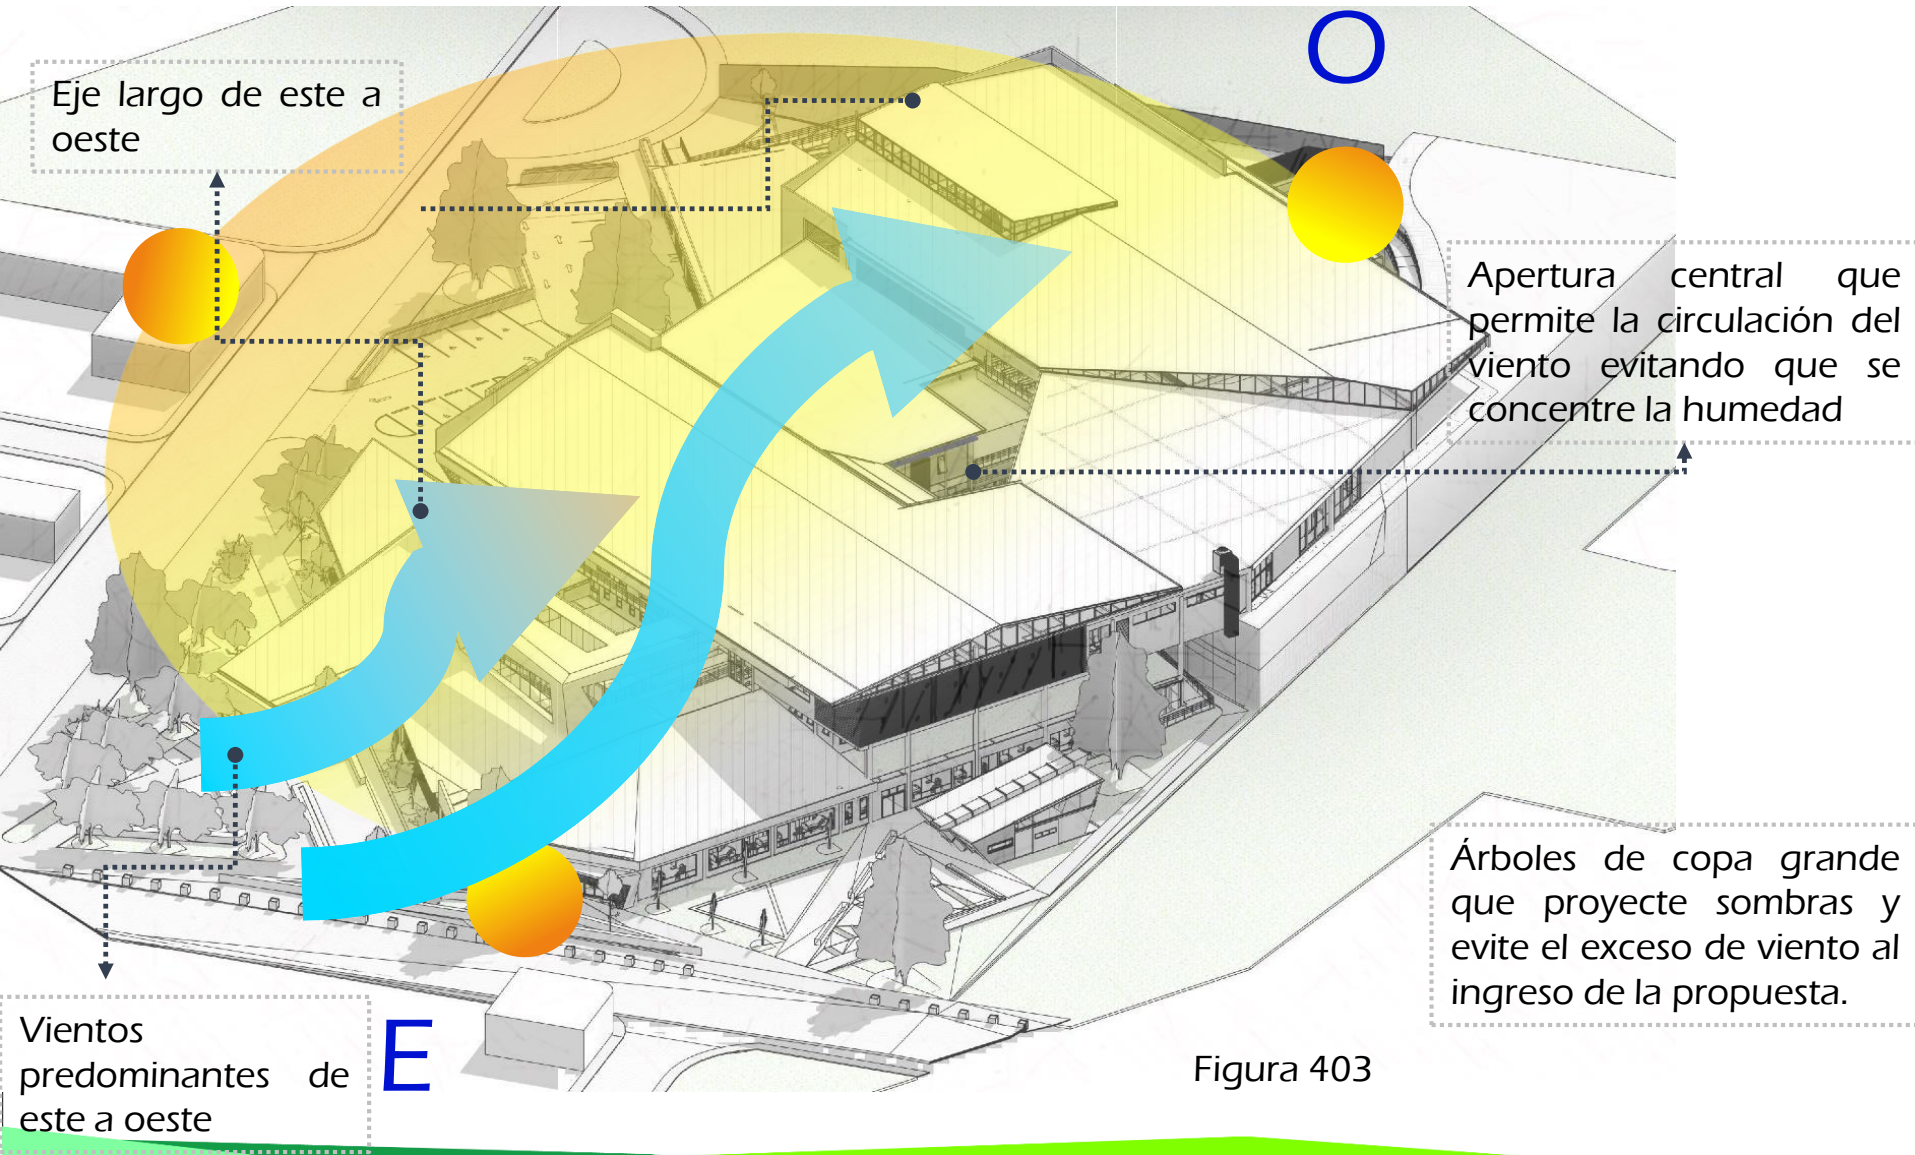 O
Eje largo de este a
oeste
Apertura central que
permite la circulación del
viento evitando que se
concentre la humedad
Árboles de copa grande
que proyecte sombras y
evite el exceso de viento al
ingreso de la propuesta.
Vientos
predominantes de
este a oeste
E
Figura 403